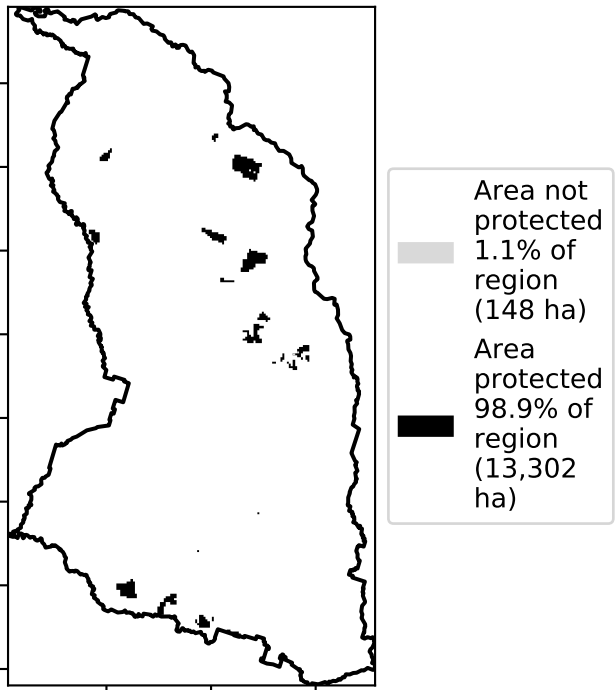 Area not
protected
1.1% of
region
(148 ha)
Area
protected
98.9% of
region
(13,302
ha)